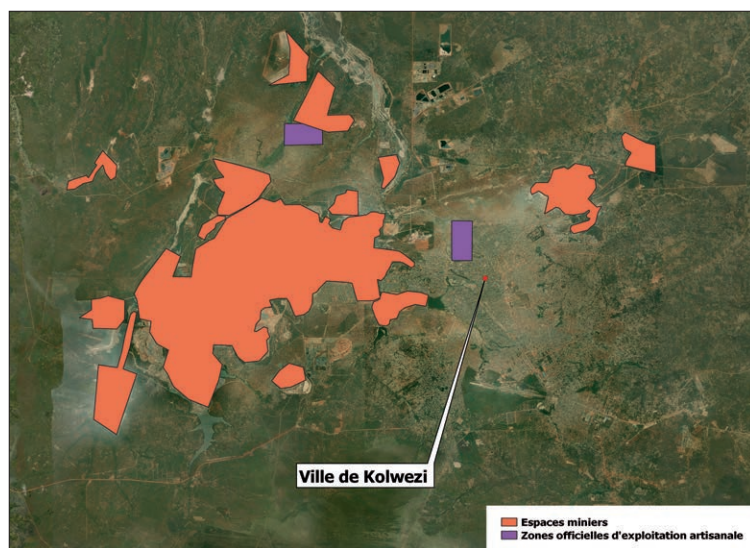 Ville de Kolwezi
Espaces miniers
Zones officielles d'exploitation artisanale